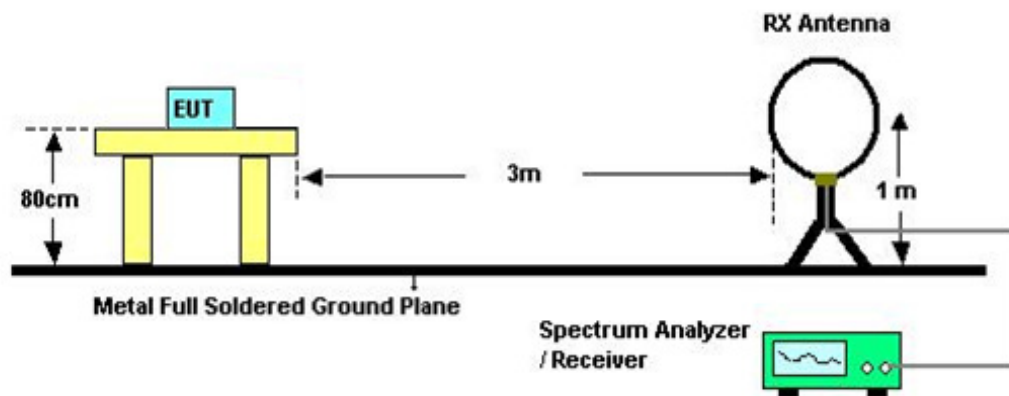 RX Antenna
EUT
80cm
3m
1 m
Metal Full Soldered Ground Plane
Spectrum Analyzer
/ Receiver